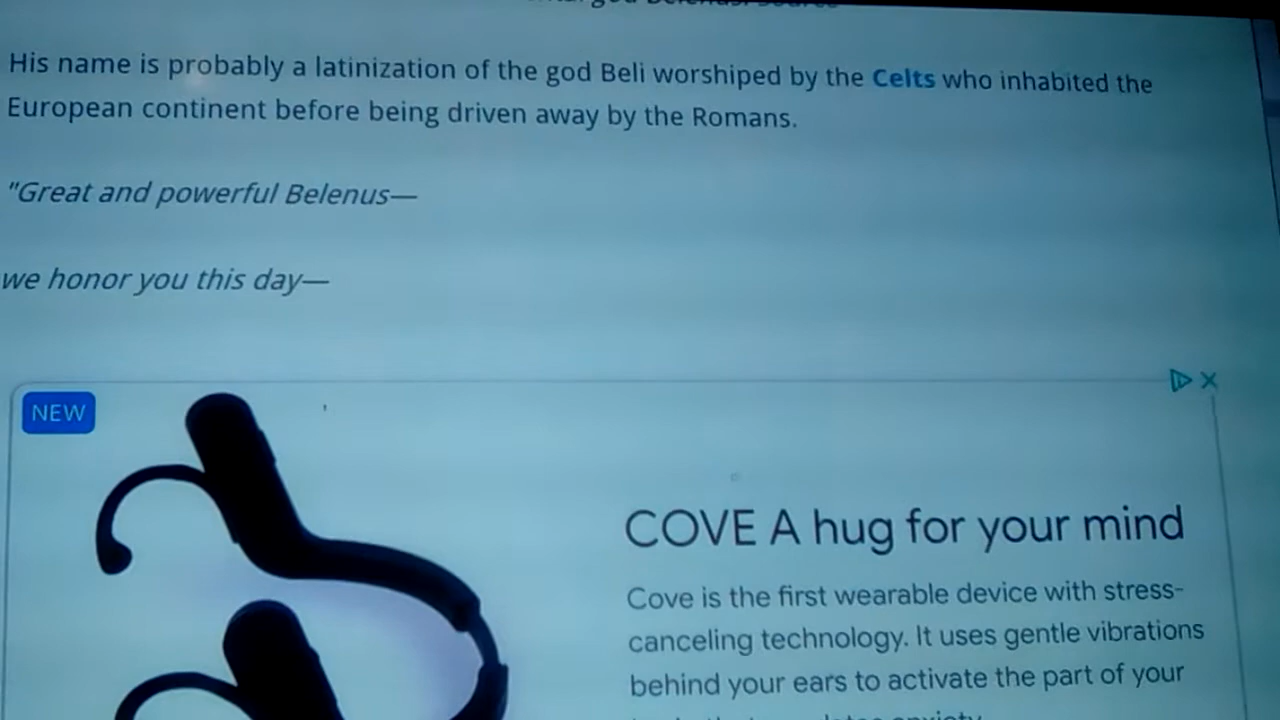 His name is probably a latinization of the god Beli worshiped by the Celts who inhabited the
European continent before being driven away by the Romans.
"Great and powerful Belenus—
we honor you this day—
NEW
COVE A hug for your mind
Cove is the first wearable device with stress-
canceling technology. It uses gentle vibrations
behind your ears to activate the part of your